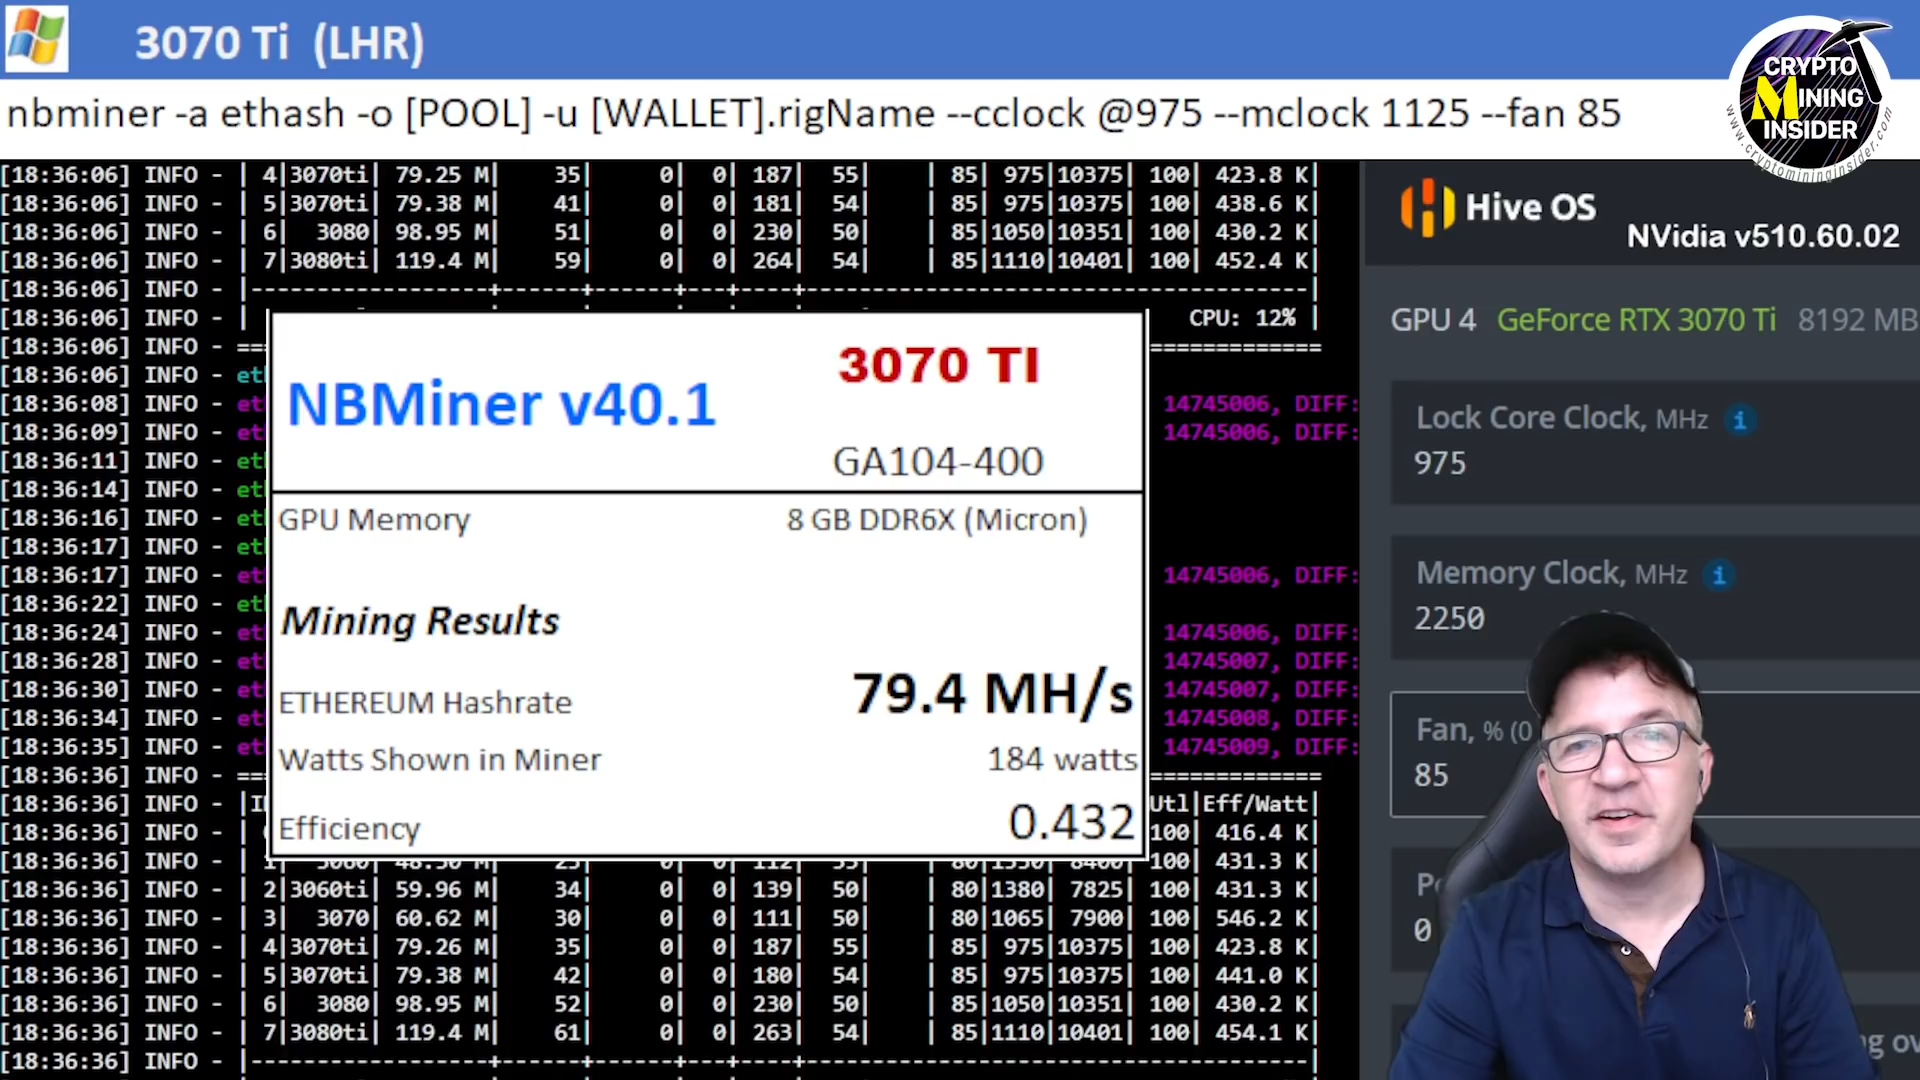 3070 Ti (LHR)
nbminer -a ethash -o [POOL] -u [WALLET].rigName --cclock @975 --mclock 1125 --fan 85
CRYPTO
MINING
INSIDER
www.cryptomininginsider.com
[18:36:06] INFO - | 4|3070ti| 79.25 M| 35| 0| 0| 187| 55| | 85| 975|10375| 100| 423.8 K|
[18:36:06] INFO - | 5|3070ti| 79.38 M| 41| 0| 0| 181| 54| | 85| 975|10375| 100| 438.6 K|
[18:36:06] INFO - | 6| 3080| 98.95 M| 51| 0| 0| 230| 50| | 85|1050|10351| 100| 430.2 K|
[18:36:06] INFO - | 7|3080ti| 119.4 M| 59| 0| 0| 264| 54| | 85|1110|10401| 100| 452.4 K|
[18:36:06] INFO - |-----------------+------+------+---+----+-----------------------------------|
[18:36:06] INFO - | CPU: 12% |
[18:36:06] INFO - == ============
[18:36:06] INFO - et
[18:36:08] INFO - et 14745006, DIFF:
[18:36:09] INFO - et 14745006, DIFF:
[18:36:11] INFO - et
[18:36:14] INFO - et
[18:36:16] INFO - et
[18:36:17] INFO - et
[18:36:17] INFO - et 14745006, DIFF:
[18:36:22] INFO - et
[18:36:24] INFO - et 14745006, DIFF:
[18:36:28] INFO - et 14745007, DIFF:
[18:36:30] INFO - et 14745007, DIFF:
[18:36:34] INFO - et 14745008, DIFF:
[18:36:35] INFO - et 14745009, DIFF:
[18:36:36] INFO - == ============
[18:36:36] INFO - |I Utl|Eff/Watt|
[18:36:36] INFO - | 100| 416.4 K|
[18:36:36] INFO - | 1| 3060| 48.30 M| 80| 100| 431.3 K|
[18:36:36] INFO - | 2|3060ti| 59.96 M| 34| 0| 0| 139| 50| | 80|1380| 7825| 100| 431.3 K|
[18:36:36] INFO - | 3| 3070| 60.62 M| 30| 0| 0| 111| 50| | 80|1065| 7900| 100| 546.2 K|
[18:36:36] INFO - | 4|3070ti| 79.26 M| 35| 0| 0| 187| 55| | 85| 975|10375| 100| 423.8 K|
[18:36:36] INFO - | 5|3070ti| 79.38 M| 42| 0| 0| 180| 54| | 85| 975|10375| 100| 441.0 K|
[18:36:36] INFO - | 6| 3080| 98.95 M| 52| 0| 0| 230| 50| | 85|1050|10351| 100| 430.2 K|
[18:36:36] INFO - | 7|3080ti| 119.4 M| 61| 0| 0| 263| 54| | 85|1110|10401| 100| 454.1 K|
[18:36:36] INFO - |-----------------+------+------+---+----+-----------------------------------|
NBMiner v40.1
3070 TI
GA104-400
GPU Memory 8 GB DDR6X (Micron)
Mining Results
ETHEREUM Hashrate 79.4 MH/s
Watts Shown in Miner 184 watts
Efficiency 0.432
Hive OS
NVidia v510.60.02
GPU 4 GeForce RTX 3070 Ti 8192 MB
Lock Core Clock, MHz i
975
Memory Clock, MHz i
2250
Fan, % (0
85
0